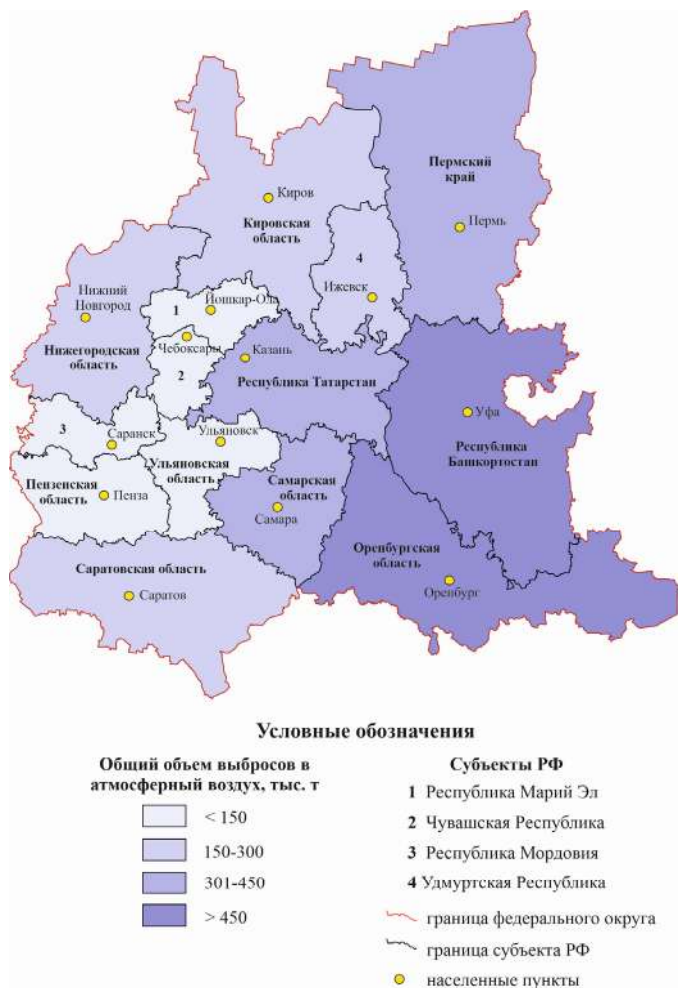 Пермский
край
Пермь
Киров
Кировская
область
4
Ижевск
Нижний
Новгород
Йошкар-Ола
1
Нижегородская
область
Чебоксары
2
Казань
Республика Татарстан
Уфа
Республика
Башкортостан
3
Саранск
Ульяновск
Ульяновская
область
Пензенская
область
Пенза
Самарская
область
Самара
Оренбургская
область
Оренбург
Саратовская область
Саратов
Условные обозначения
Общий объем выбросов в
атмосферный воздух, тыс. т
< 150
150-300
301-450
> 450
Субъекты РФ
1 Республика Марий Эл
2 Чувашская Республика
3 Республика Мордовия
4 Удмуртская Республика
граница федерального округа
граница субъекта РФ
населенные пункты